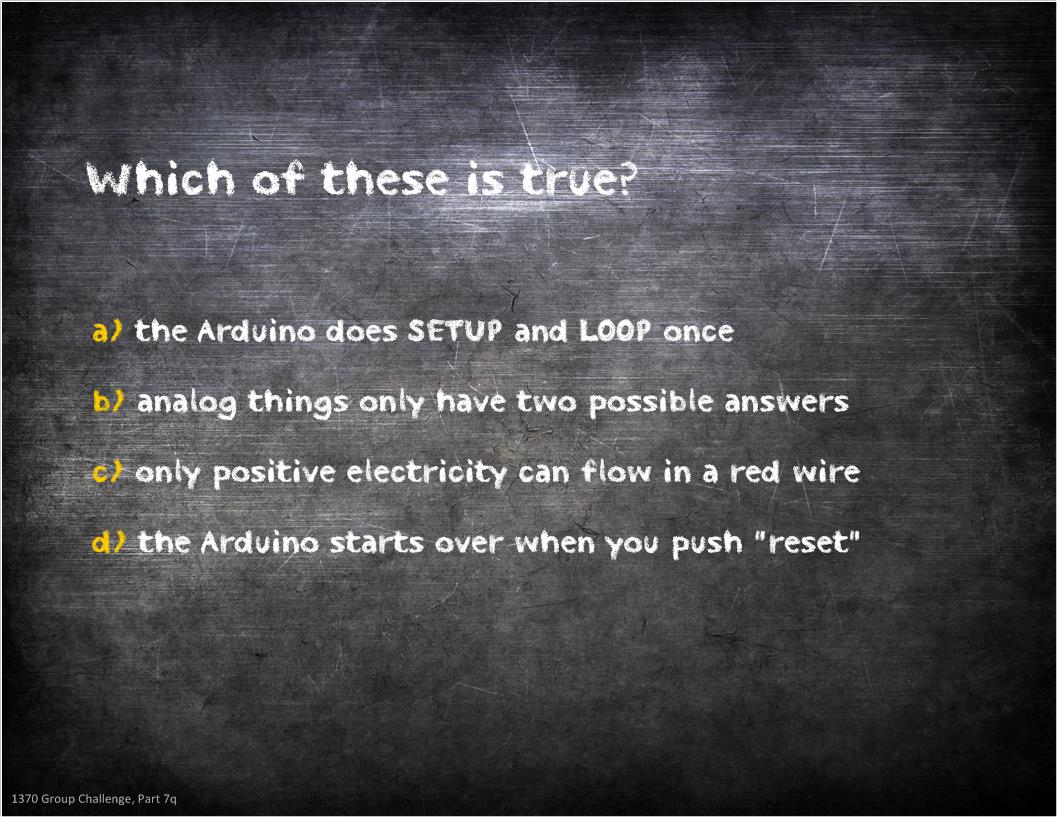 Which of these is true?
a) the Arduino does SETUP and LOOP once
b) analog things only have two possible answers
c) only positive electricity can flow in a red wire
d) the Arduino starts over when you push "reset"
1370 Group Challenge, Part 7q